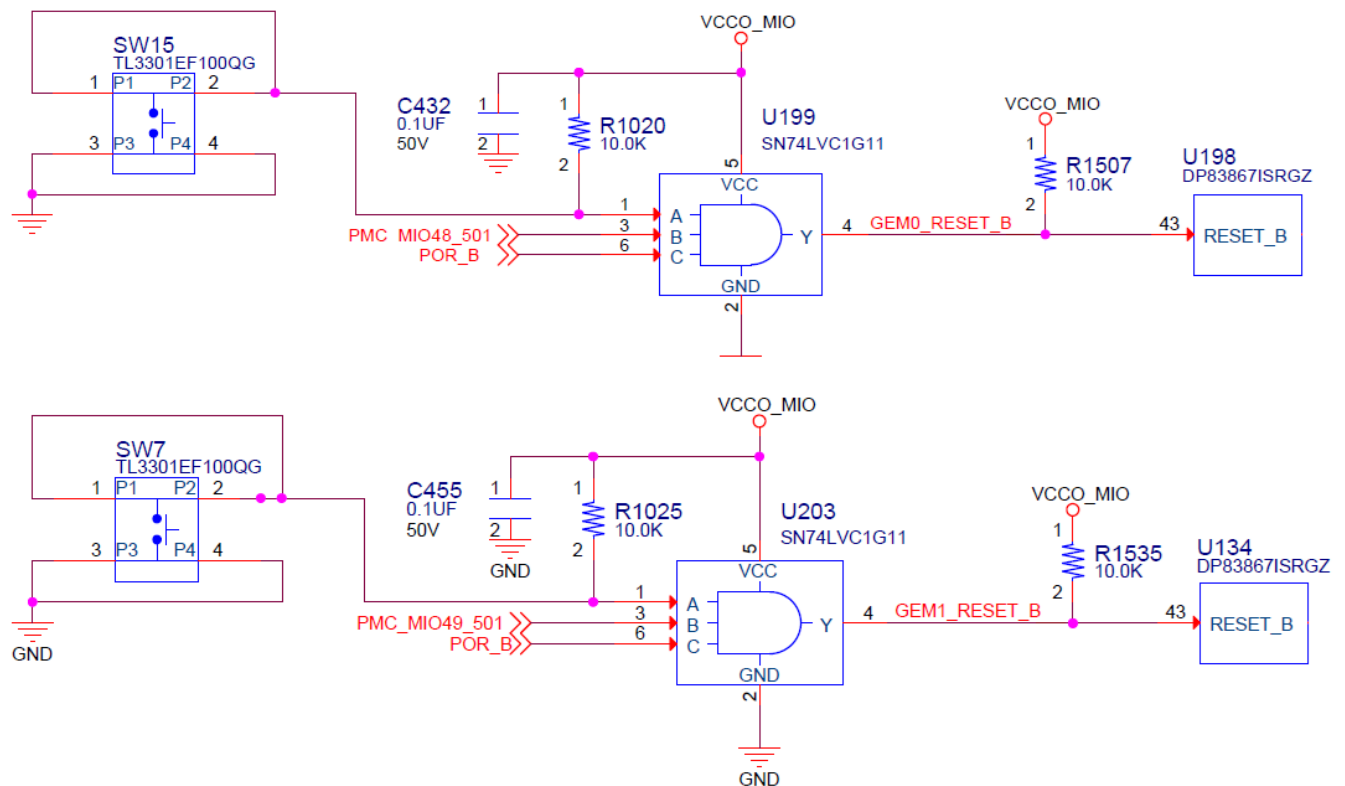 VCCO_MIO
SW15
TL3301EF100QG
1 P1 P2 2
3 P3 P4 4
C432
0.1UF
50V
1
2
1
R1020
10.0K
2
U199
SN74LVC1G11
5
VCC
1 A
PMC_MIO48_501 3 B
POR_B 6 C
Y 4
GND
2
GEM0_RESET_B
VCCO_MIO
1
R1507
10.0K
2
U198
DP83867ISRGZ
43 RESET_B
VCCO_MIO
SW7
TL3301EF100QG
1 P1 P2 2
3 P3 P4 4
GND
C455
0.1UF
50V
1
2
GND
1
R1025
10.0K
2
U203
SN74LVC1G11
5
VCC
1 A
PMC_MIO49_501 3 B
POR_B 6 C
Y 4
GND
2
GND
GEM1_RESET_B
VCCO_MIO
1
R1535
10.0K
2
U134
DP83867ISRGZ
43 RESET_B